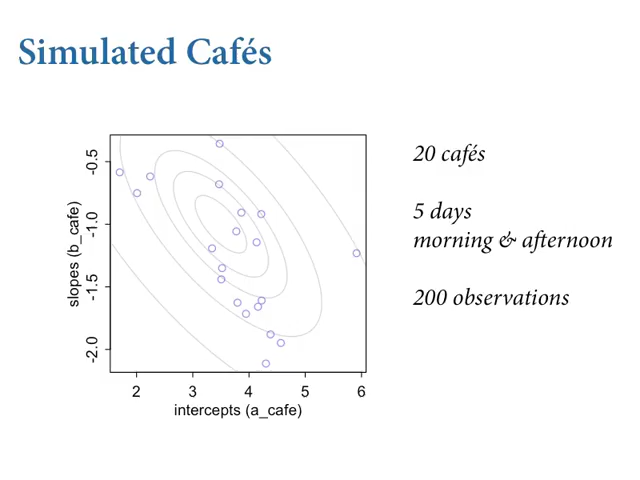 Simulated Cafés
20 cafés
5 days
morning & afternoon
200 observations
slopes (b_cafe)
-0.5
-1.0
-1.5
-2.0
2 3 4 5 6
intercepts (a_cafe)